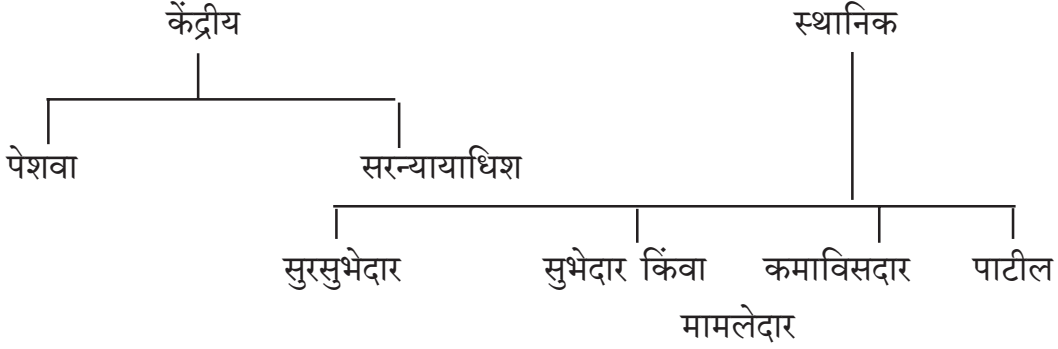 केंद्रीय स्थानिक
पेशवा सरन्यायाधिश
सुरसुभेदार सुभेदार किंवा कमाविसदार पाटील
मामलेदार